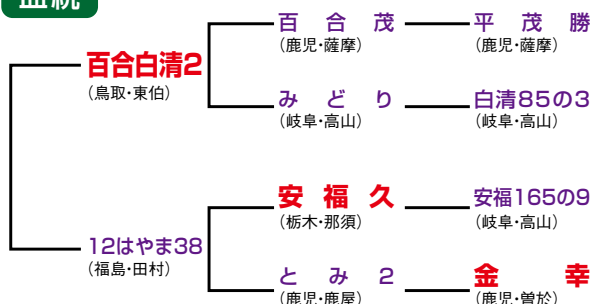 血統
百合茂
(鹿児・薩摩)
平茂勝
(鹿児・薩摩)
百合白清2
(鳥取・東伯)
みどり
(岐阜・高山)
白清85の3
(岐阜・高山)
安福久
(栃木・那須)
安福165の9
(岐阜・高山)
12はやま38
(福島・田村)
とみ2
(鹿児・鹿屋)
金幸
(鹿児・曽於)